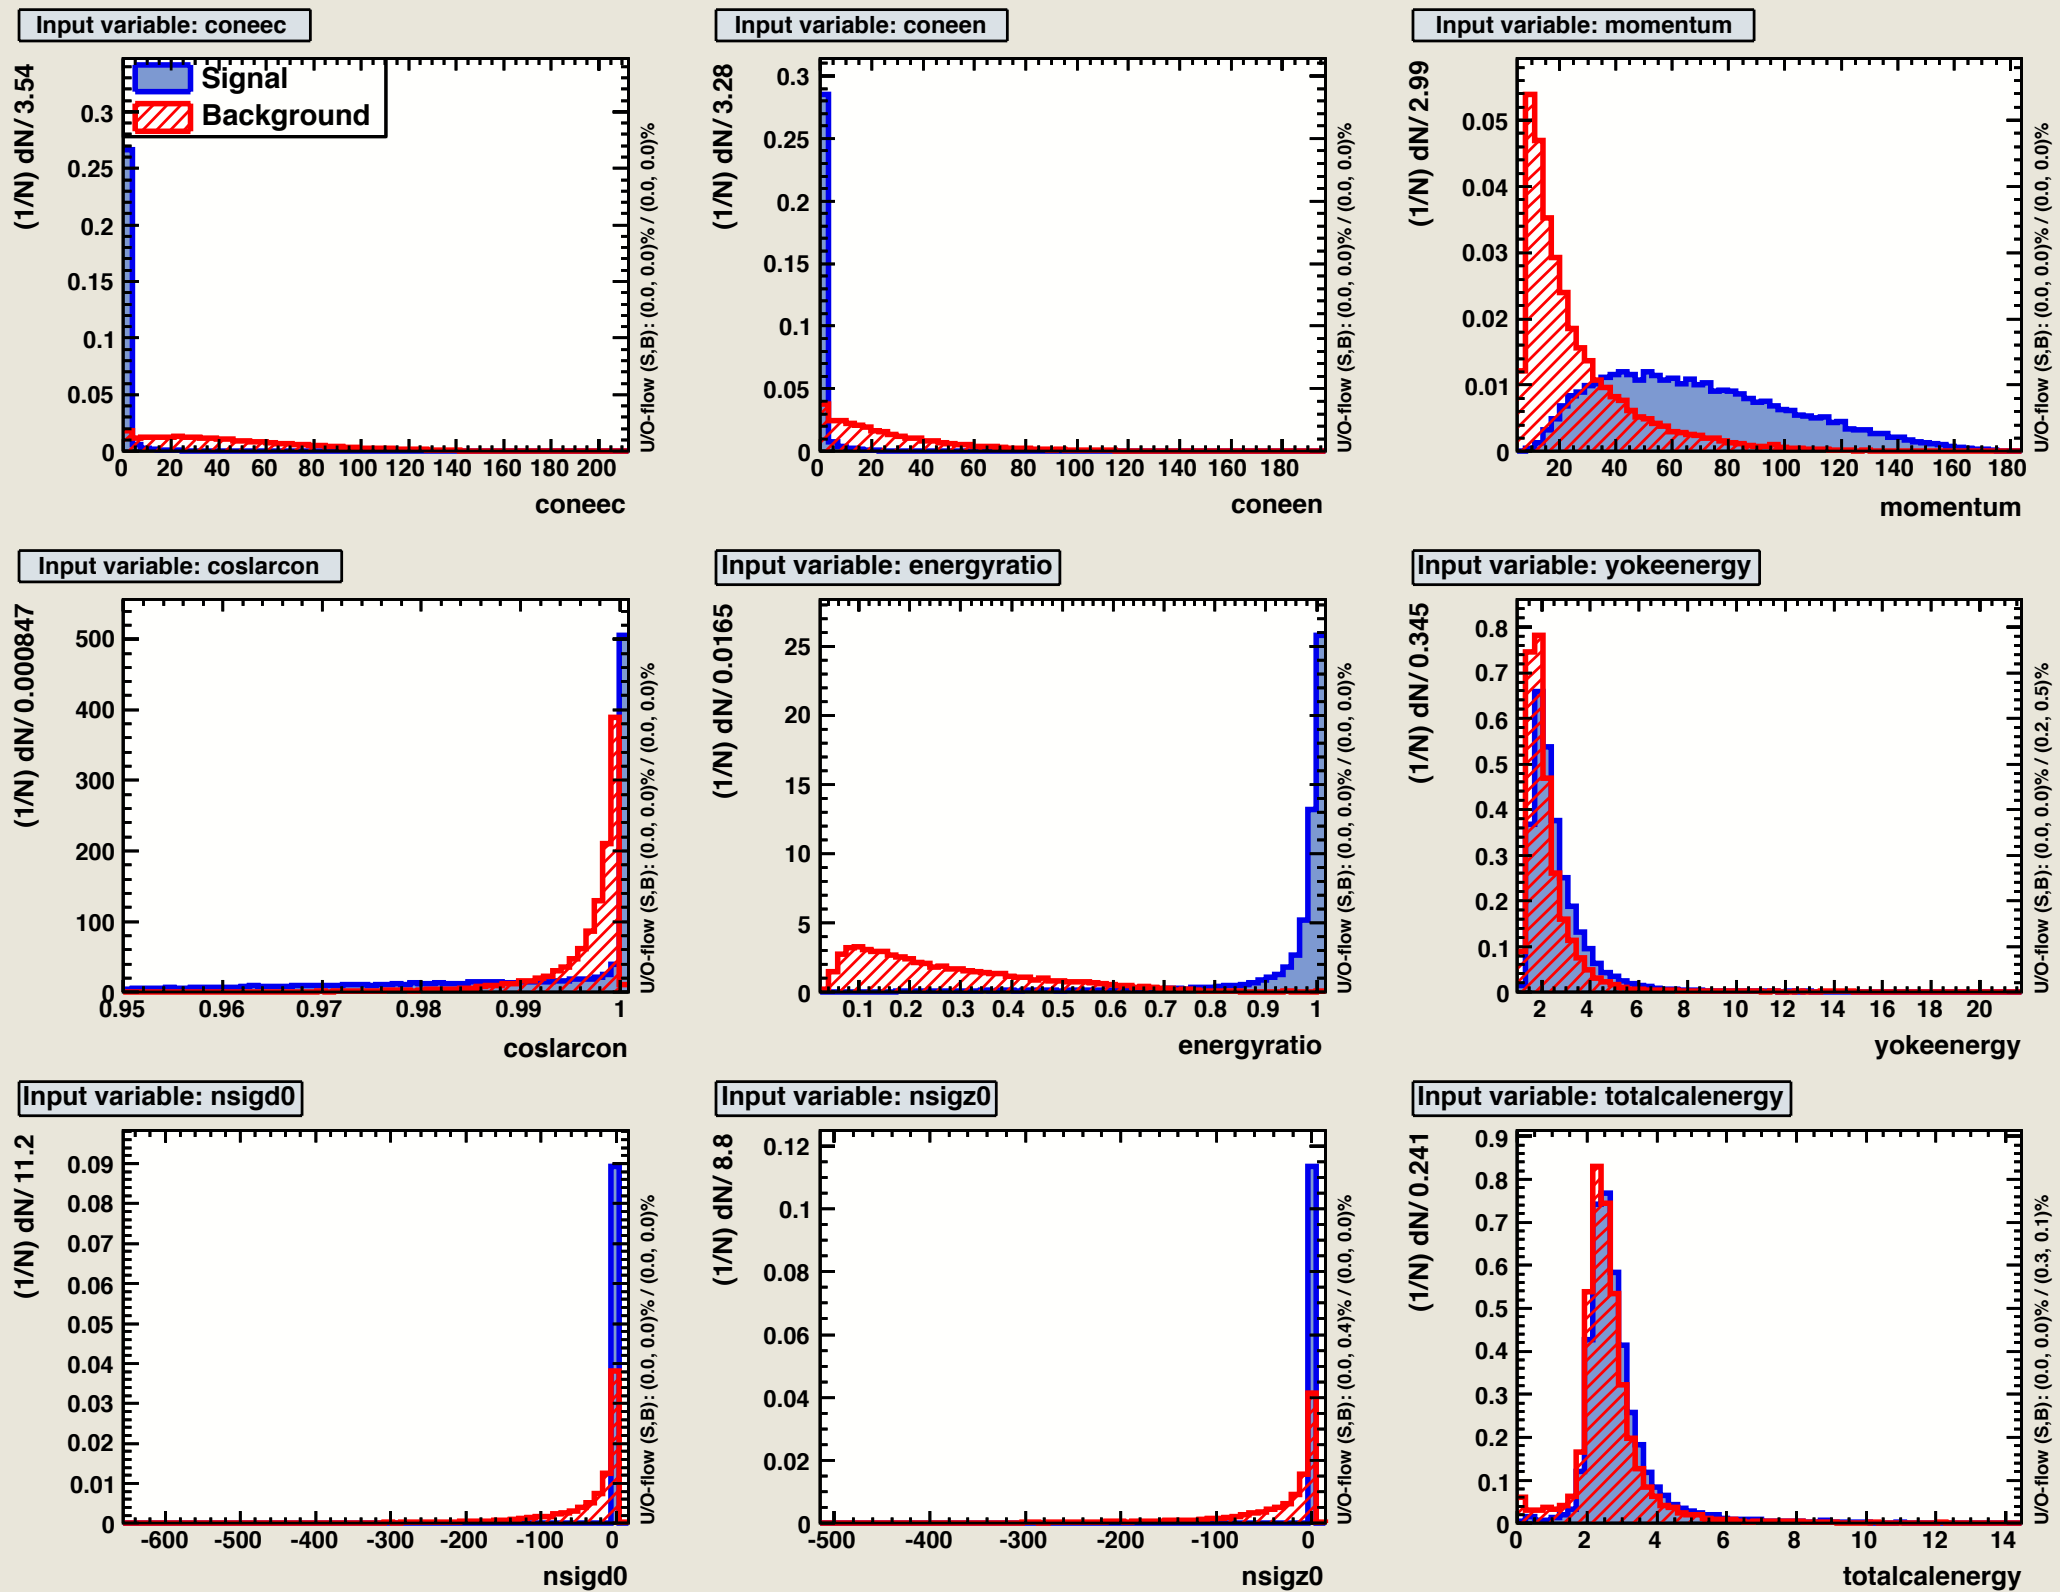 Input variable: coneec
(1/N) dN/ 3.54
Signal
Background
0.3
0.25
0.2
0.15
0.1
0.05
0
0 20 40 60 80 100 120 140 160 180 200
coneec
U/O-flow (S,B): (0.0, 0.0)% / (0.0, 0.0)%
Input variable: coneen
(1/N) dN/ 3.28
0.3
0.25
0.2
0.15
0.1
0.05
0
0 20 40 60 80 100 120 140 160 180
coneen
U/O-flow (S,B): (0.0, 0.0)% / (0.0, 0.0)%
Input variable: momentum
(1/N) dN/ 2.99
0.05
0.04
0.03
0.02
0.01
0
20 40 60 80 100 120 140 160 180
momentum
U/O-flow (S,B): (0.0, 0.0)% / (0.0, 0.0)%
Input variable: coslarcon
(1/N) dN/ 0.000847
500
400
300
200
100
0
0.95 0.96 0.97 0.98 0.99 1
coslarcon
U/O-flow (S,B): (0.0, 0.0)% / (0.0, 0.0)%
Input variable: energyratio
(1/N) dN/ 0.0165
25
20
15
10
5
0
0.1 0.2 0.3 0.4 0.5 0.6 0.7 0.8 0.9 1
energyratio
U/O-flow (S,B): (0.0, 0.0)% / (0.0, 0.0)%
Input variable: yokeenergy
(1/N) dN/ 0.345
0.8
0.7
0.6
0.5
0.4
0.3
0.2
0.1
0
2 4 6 8 10 12 14 16 18 20
yokeenergy
U/O-flow (S,B): (0.0, 0.0)% / (0.2, 0.5)%
Input variable: nsigd0
(1/N) dN/ 11.2
0.09
0.08
0.07
0.06
0.05
0.04
0.03
0.02
0.01
0
-600 -500 -400 -300 -200 -100 0
nsigd0
U/O-flow (S,B): (0.0, 0.0)% / (0.0, 0.0)%
Input variable: nsigz0
(1/N) dN/ 8.8
0.12
0.1
0.08
0.06
0.04
0.02
0
-500 -400 -300 -200 -100 0
nsigz0
U/O-flow (S,B): (0.0, 0.4)% / (0.0, 0.0)%
Input variable: totalcalenergy
(1/N) dN/ 0.241
0.9
0.8
0.7
0.6
0.5
0.4
0.3
0.2
0.1
0
0 2 4 6 8 10 12 14
totalcalenergy
U/O-flow (S,B): (0.0, 0.0)% / (0.3, 0.1)%